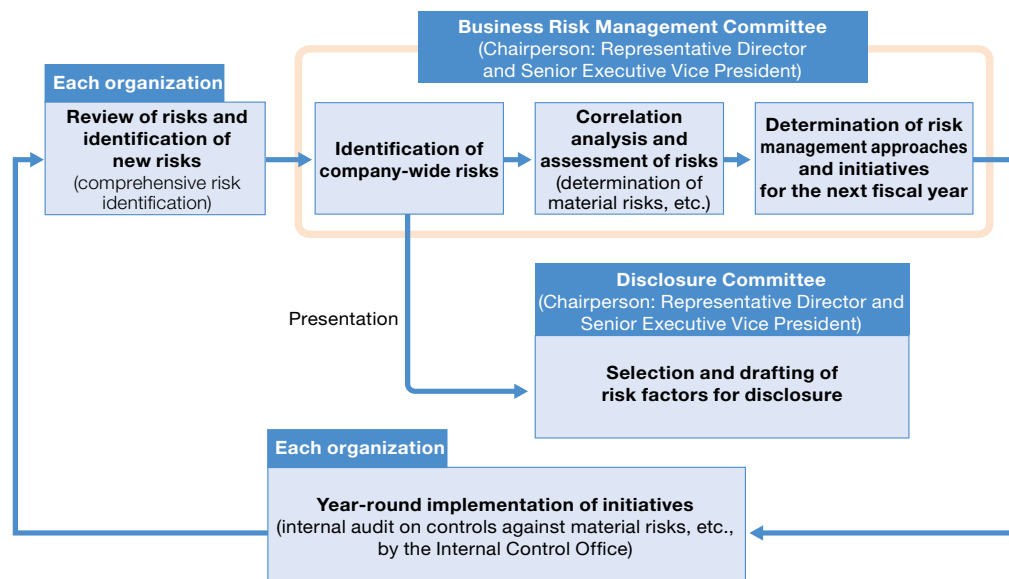 Business Risk Management Committee
(Chairperson: Representative Director
and Senior Executive Vice President)
Each organization
Review of risks and
identification of
new risks
(comprehensive risk
identification)
Identification of
company-wide risks
Correlation
analysis and
assessment of risks
(determination of
material risks, etc.)
Determination of risk
management approaches
and initiatives
for the next fiscal year
Presentation
Disclosure Committee
(Chairperson: Representative Director and
Senior Executive Vice President)
Selection and drafting of
risk factors for disclosure
Each organization
Year-round implementation of initiatives
(internal audit on controls against material risks, etc.,
by the Internal Control Office)